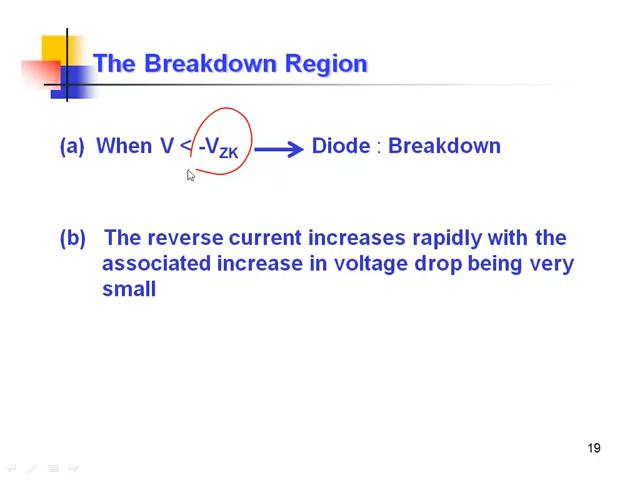 The Breakdown Region
(a) When V < -VZK Diode : Breakdown
(b) The reverse current increases rapidly with the
associated increase in voltage drop being very
small
19